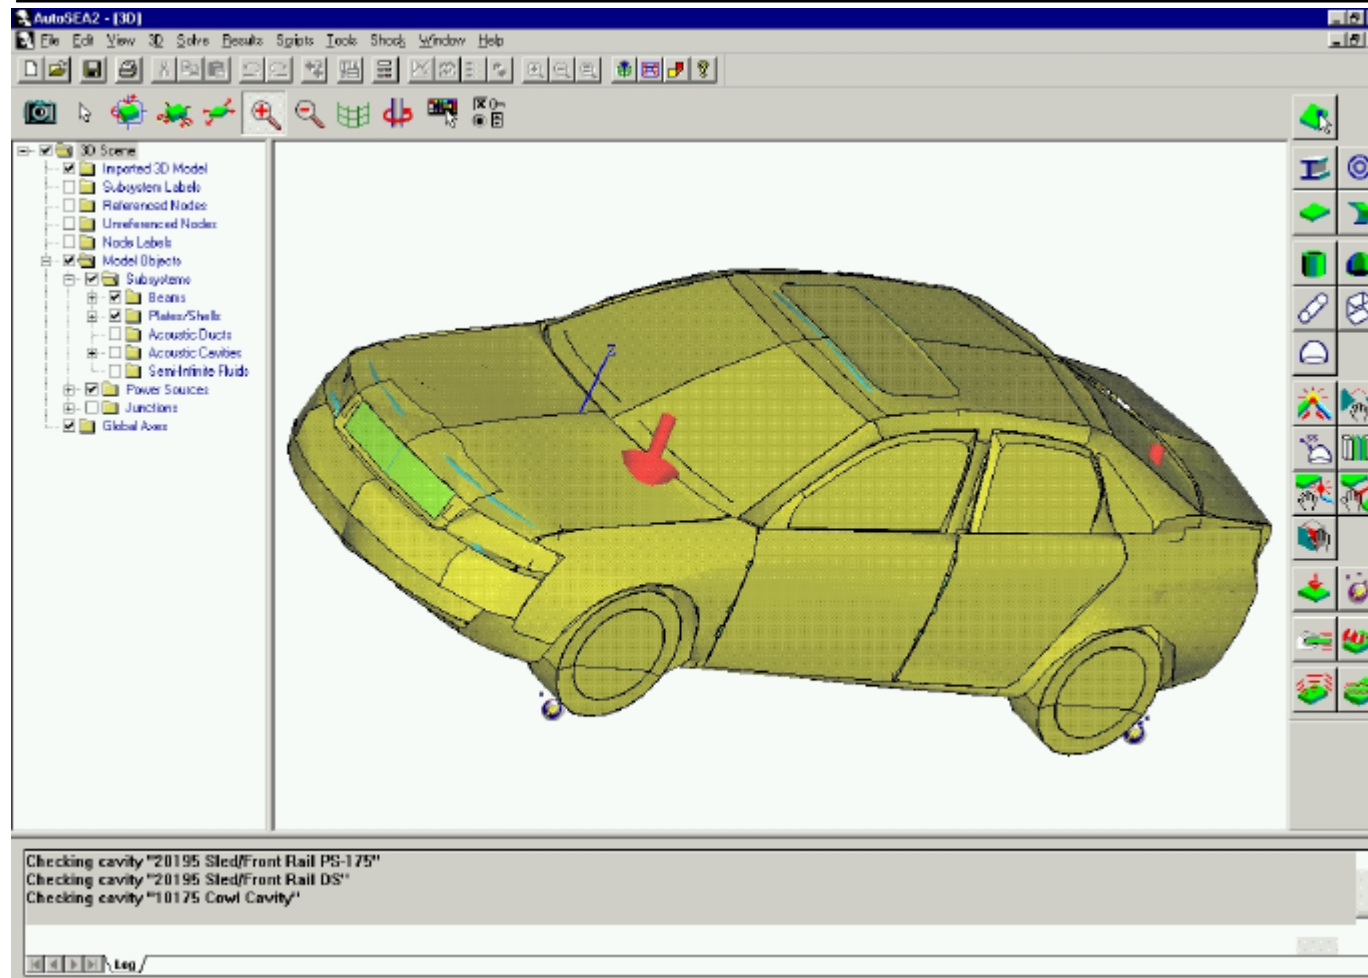 AutoSEA2 - [3D]
File Edit View 3D Solve Results Scripts Tools Shock Window Help
3D Scene
Imported 3D Model
Subsystem Labels
Referenced Nodes
Unreferenced Nodes
Node Labels
Model Objects
Subsystems
Beams
Plates/Shells
Acoustic Ducts
Acoustic Cavities
Semi-Infinite Fluids
Power Sources
Junctions
Global Axes
Z
Checking cavity "20195 Sled/Front Rail PS-175"
Checking cavity "20195 Sled/Front Rail DS"
Checking cavity "10175 Cowl Cavity"
Log